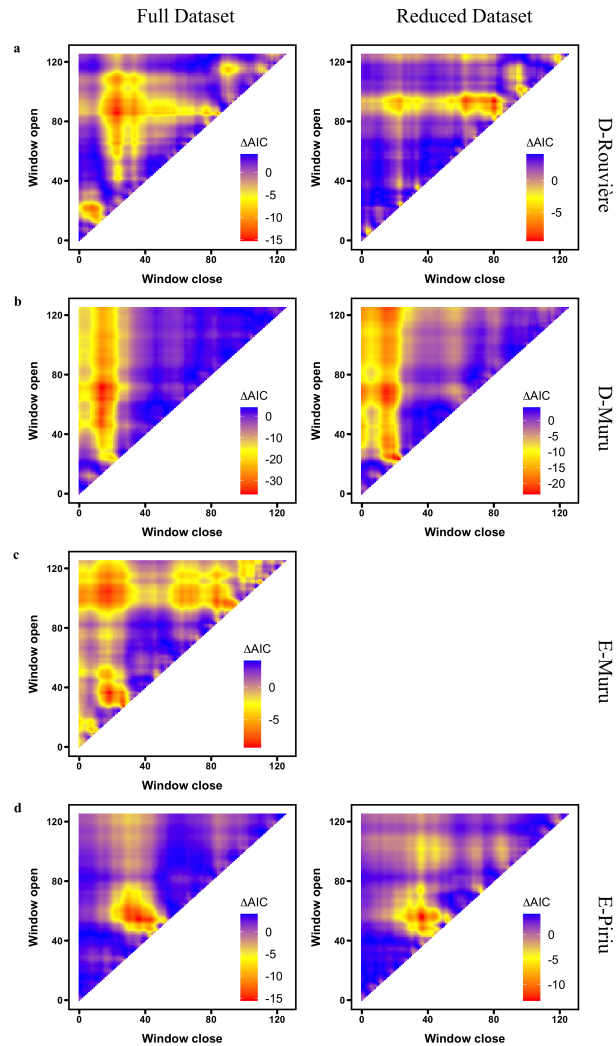 Full Dataset
Reduced Dataset
a
Window open
120
80
40
0
0
40
80
120
Window close
ΔAIC
0
-5
-10
-15
Window open
120
80
40
0
0
40
80
120
Window close
ΔAIC
0
-5
D-Rouvière
b
Window open
120
80
40
0
0
40
80
120
Window close
ΔAIC
0
-10
-20
-30
Window open
120
80
40
0
0
40
80
120
Window close
ΔAIC
0
-5
-10
-15
-20
D-Muru
c
Window open
120
80
40
0
0
40
80
120
Window close
ΔAIC
0
-5
E-Muru
d
Window open
120
80
40
0
0
40
80
120
Window close
ΔAIC
0
-5
-10
-15
Window open
120
80
40
0
0
40
80
120
Window close
ΔAIC
0
-5
-10
E-Piriu